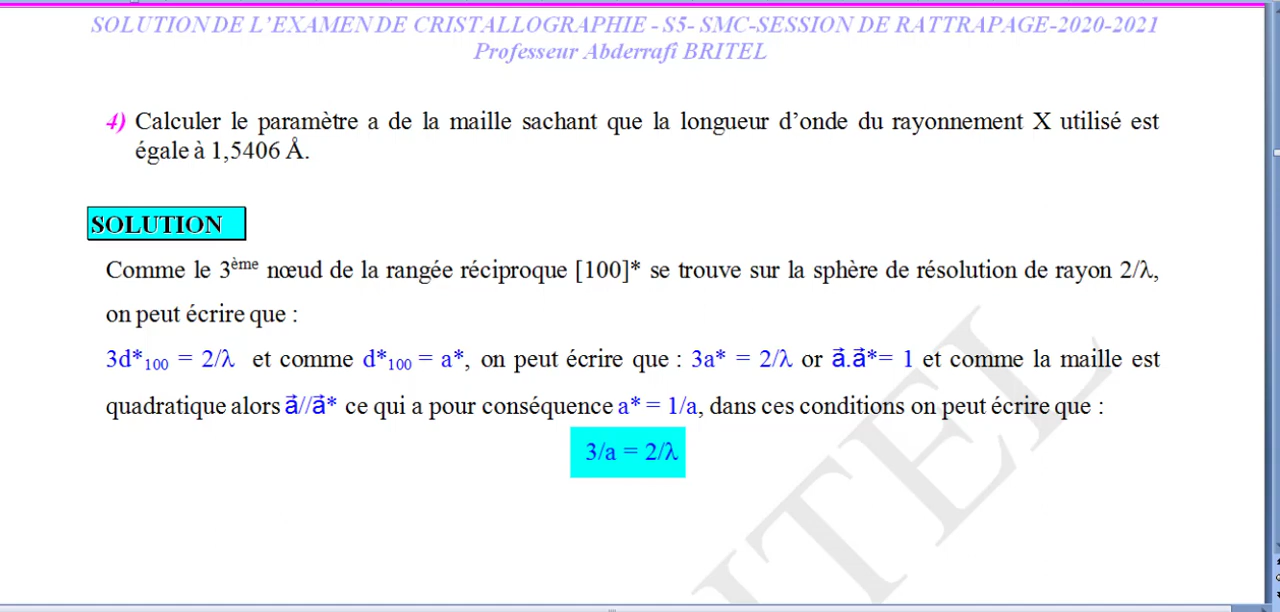 SOLUTION DE L’EXAMEN DE CRISTALLOGRAPHIE - S5- SMC-SESSION DE RATTRAPAGE-2020-2021
Professeur Abderrafi BRITEL
4) Calculer le paramètre a de la maille sachant que la longueur d’onde du rayonnement X utilisé est
égale à 1,5406 Å.
SOLUTION
Comme le 3ème nœud de la rangée réciproque [100]* se trouve sur la sphère de résolution de rayon 2/λ,
on peut écrire que :
3d*100 = 2/λ et comme d*100 = a*, on peut écrire que : 3a* = 2/λ or a⃗.a⃗*= 1 et comme la maille est
quadratique alors a⃗//a⃗* ce qui a pour conséquence a* = 1/a, dans ces conditions on peut écrire que :
3/a = 2/λ
ITEL